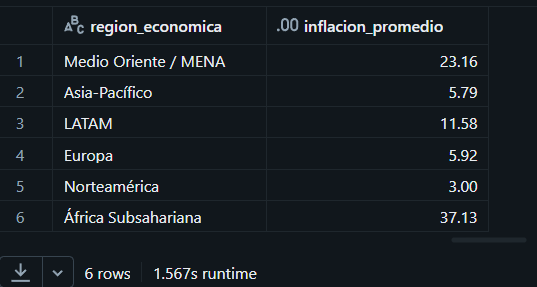 ABC region_economica .00 inflacion_promedio
1 Medio Oriente / MENA 23.16
2 Asia-Pacífico 5.79
3 LATAM 11.58
4 Europa 5.92
5 Norteamérica 3.00
6 África Subsahariana 37.13
6 rows 1.567s runtime